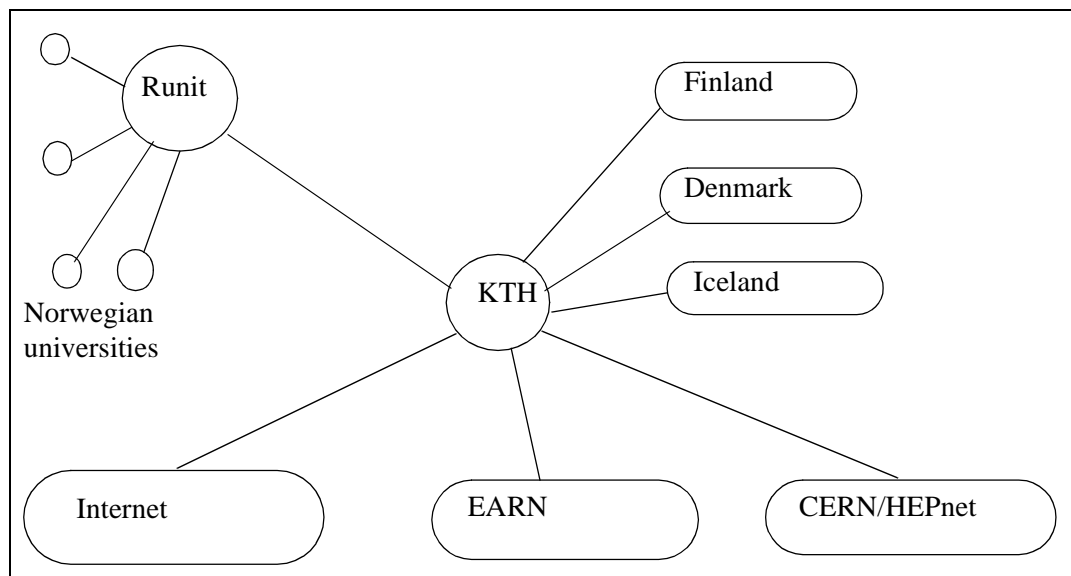 Runit
Finland
Denmark
Iceland
KTH
Norwegian
universities
Internet
EARN
CERN/HEPnet